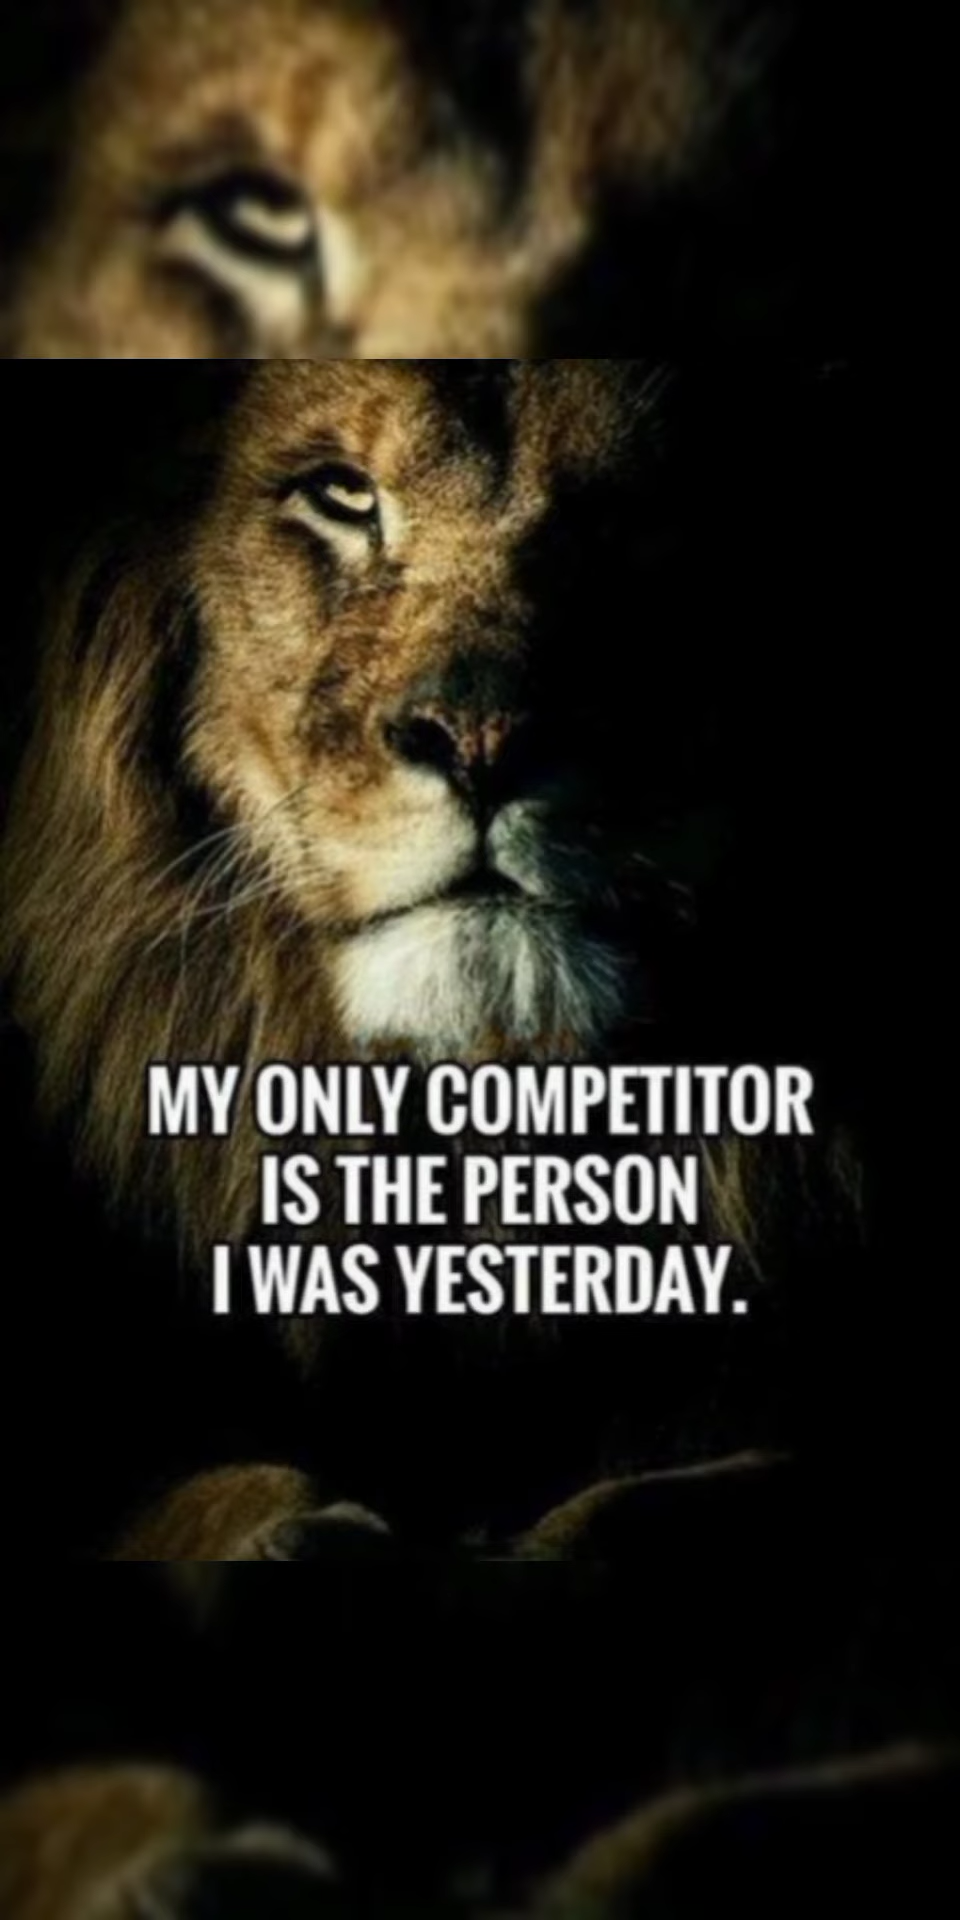 MY ONLY COMPETITOR
IS THE PERSON
I WAS YESTERDAY.